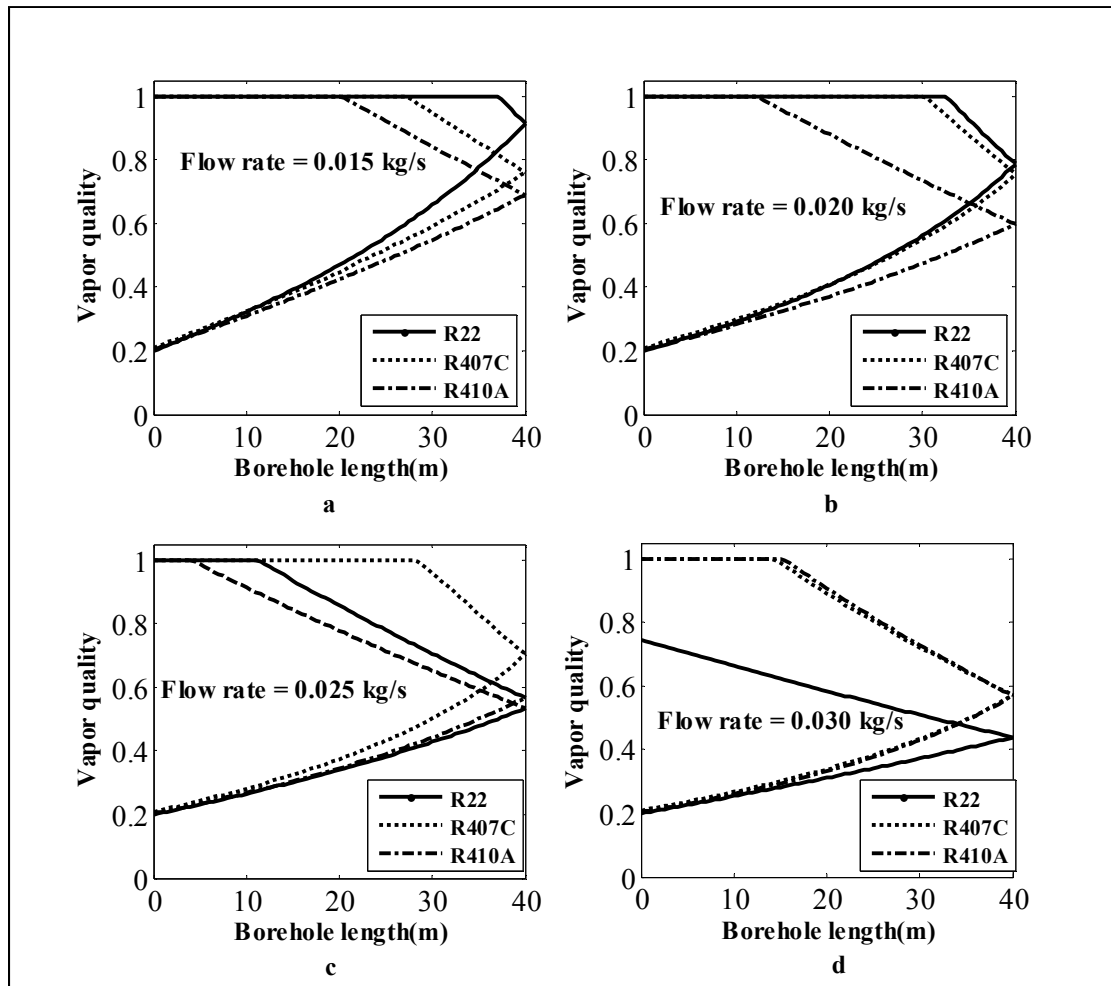 1
0.8
0.6
0.4
0.2
0
Vapor quality
Flow rate = 0.015 kg/s
R22
R407C
R410A
0 10 20 30 40
Borehole length(m)
a
1
0.8
0.6
0.4
0.2
0
Vapor quality
Flow rate = 0.020 kg/s
R22
R407C
R410A
0 10 20 30 40
Borehole length(m)
b
1
0.8
0.6
0.4
0.2
0
Vapor quality
Flow rate = 0.025 kg/s
R22
R407C
R410A
0 10 20 30 40
Borehole length(m)
c
1
0.8
0.6
0.4
0.2
0
Vapor quality
Flow rate = 0.030 kg/s
R22
R407C
R410A
0 10 20 30 40
Borehole length(m)
d